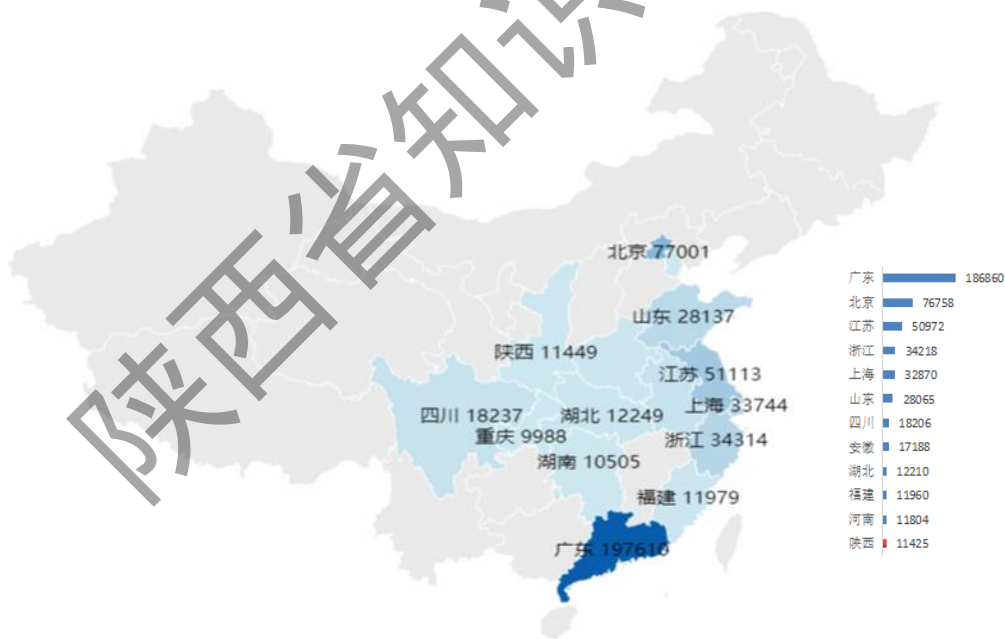 陕西省知识
北京 77001
山东 28137
陕西 11449
江苏 51113
四川 18237
湖北 12249
上海 33744
重庆 9988
浙江 34314
湖南 10505
福建 11979
广东 197610
广东 186860
北京 76758
江苏 50972
浙江 34218
上海 32870
山东 28065
四川 18206
安徽 17188
湖北 12210
福建 11960
河南 11804
陕西 11425